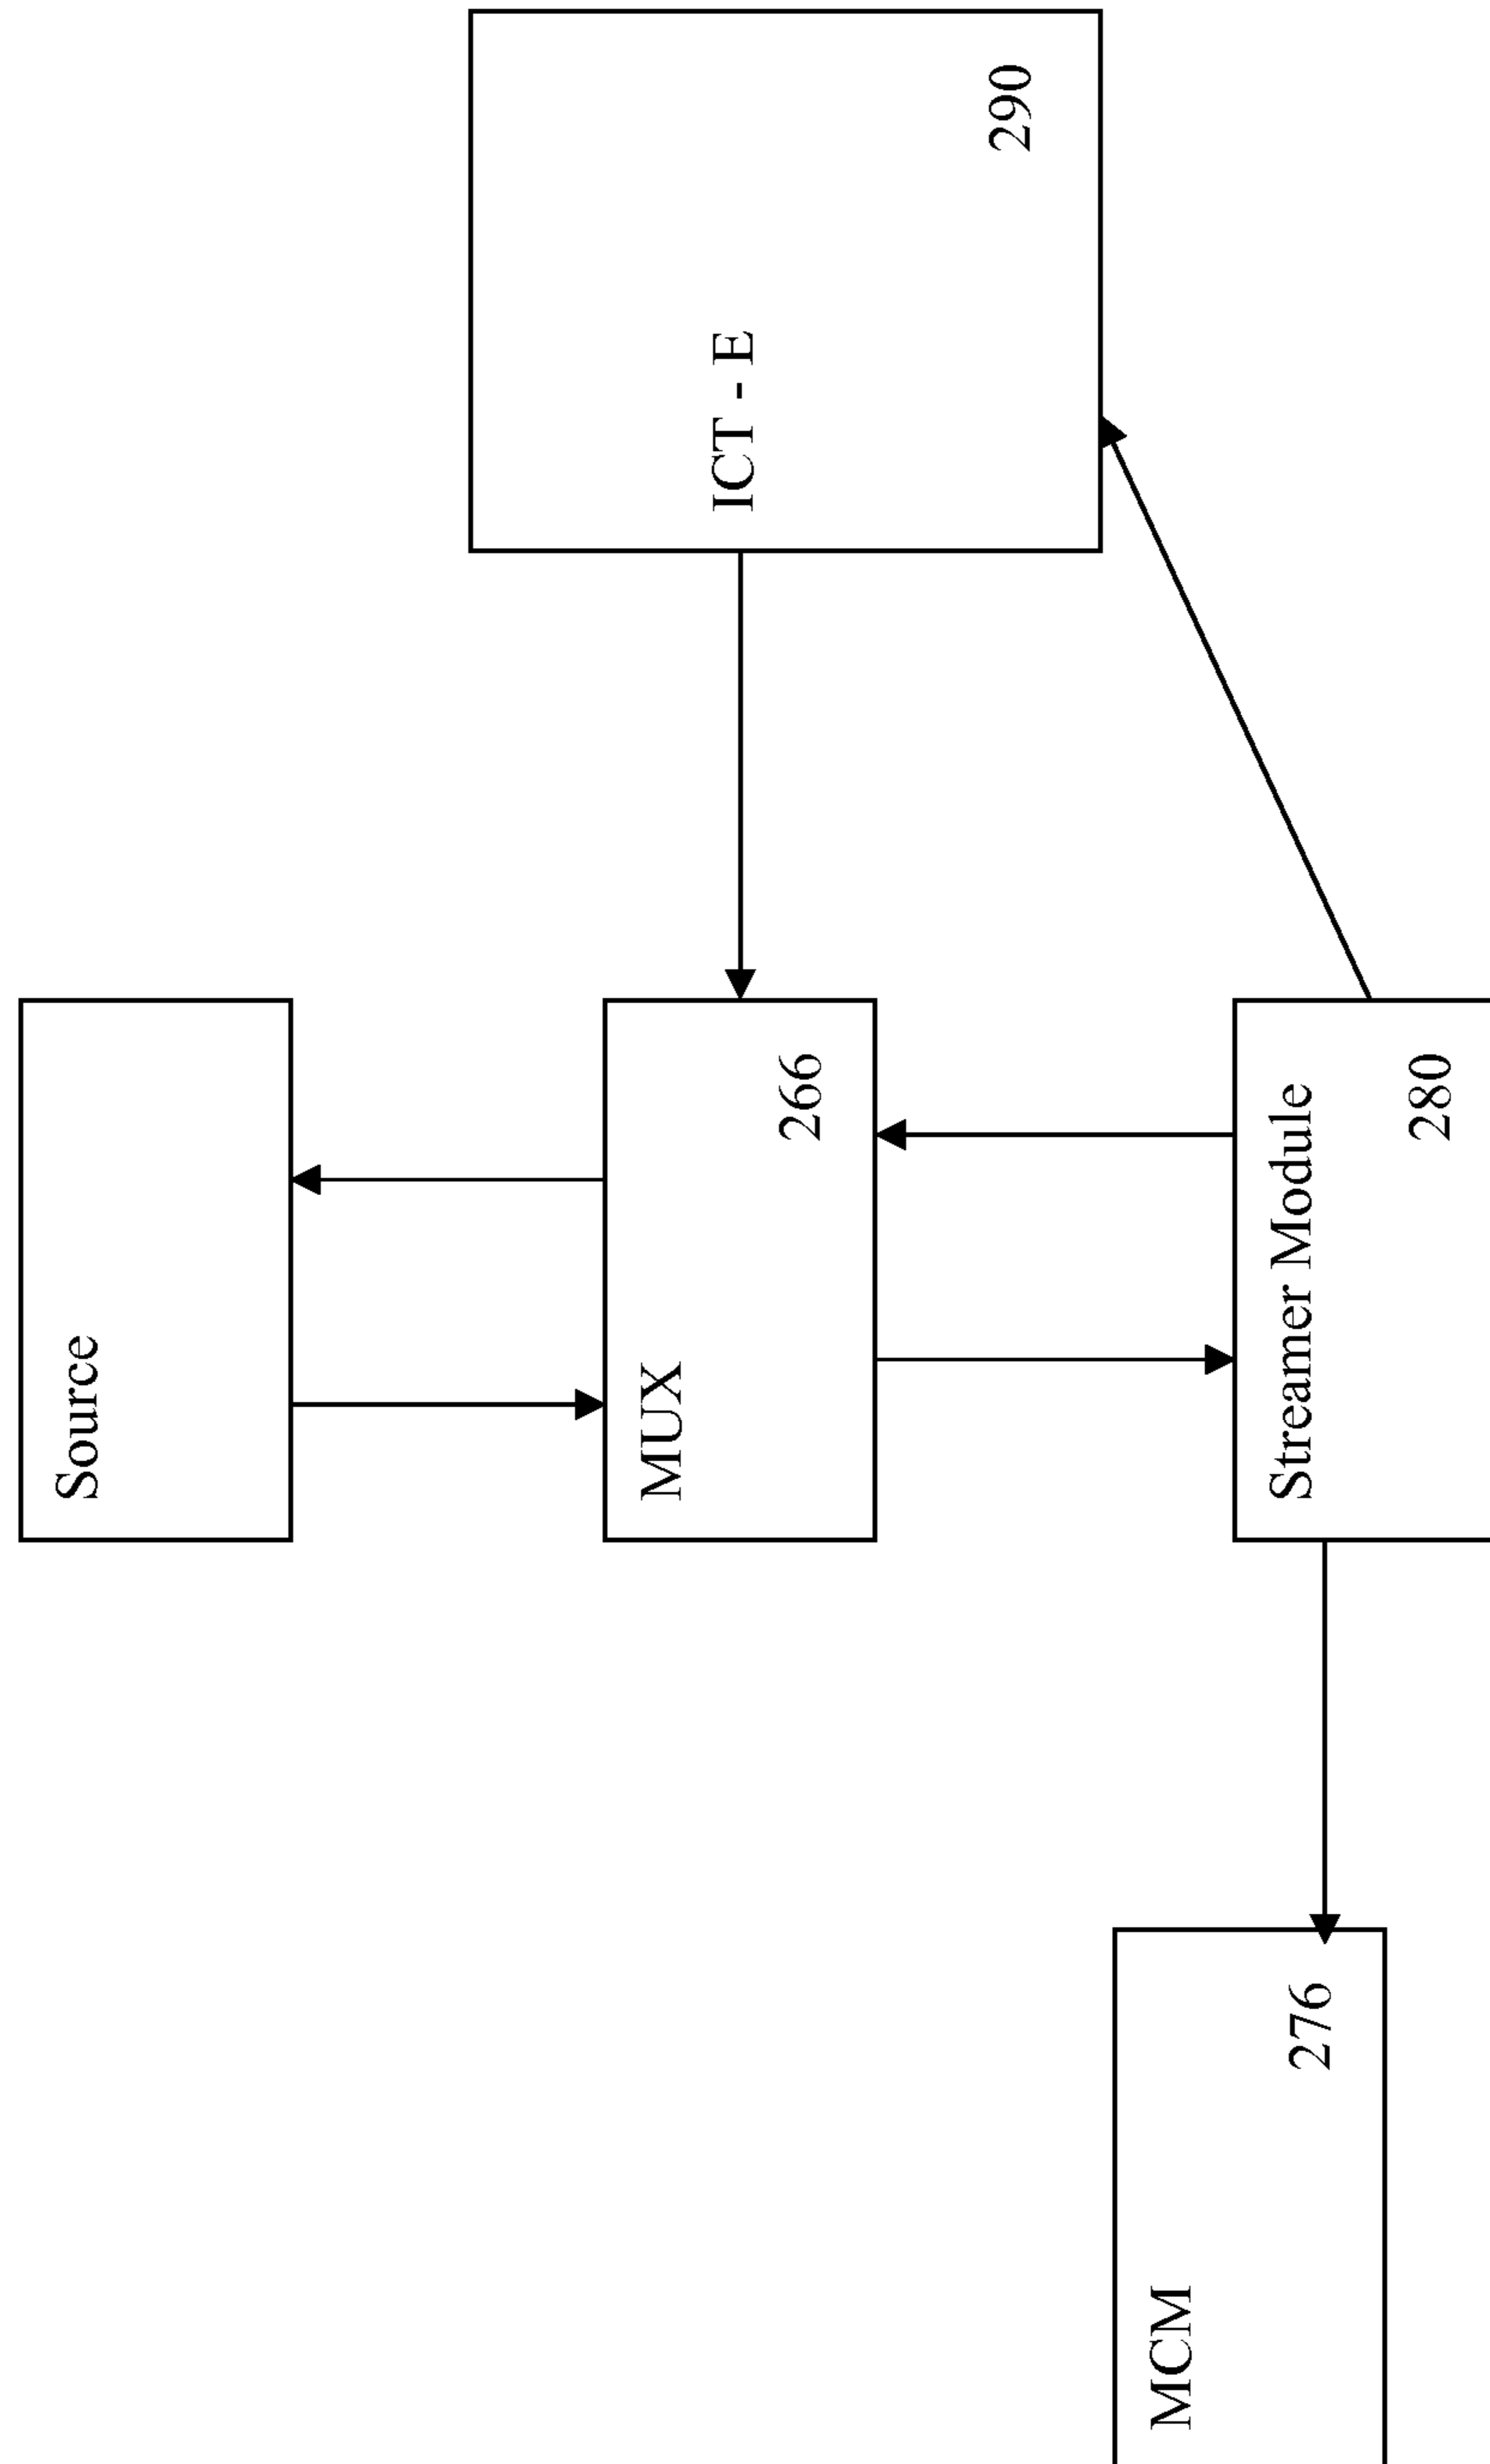 Source
MUX
266
ICT - E
290
Streamer Module
280
MCM
276